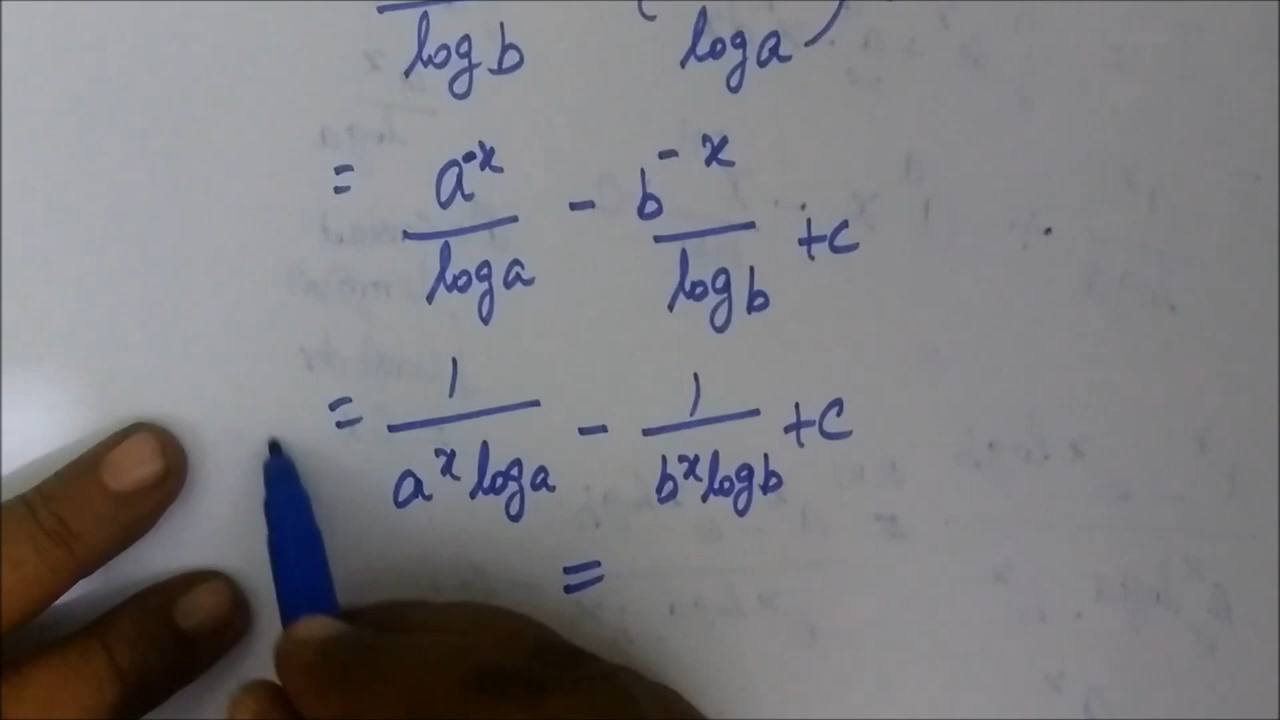 log b ( log a )
= a^-x / log a - b^-x / log b + c
= 1 / a^x log a - 1 / b^x log b + c
=